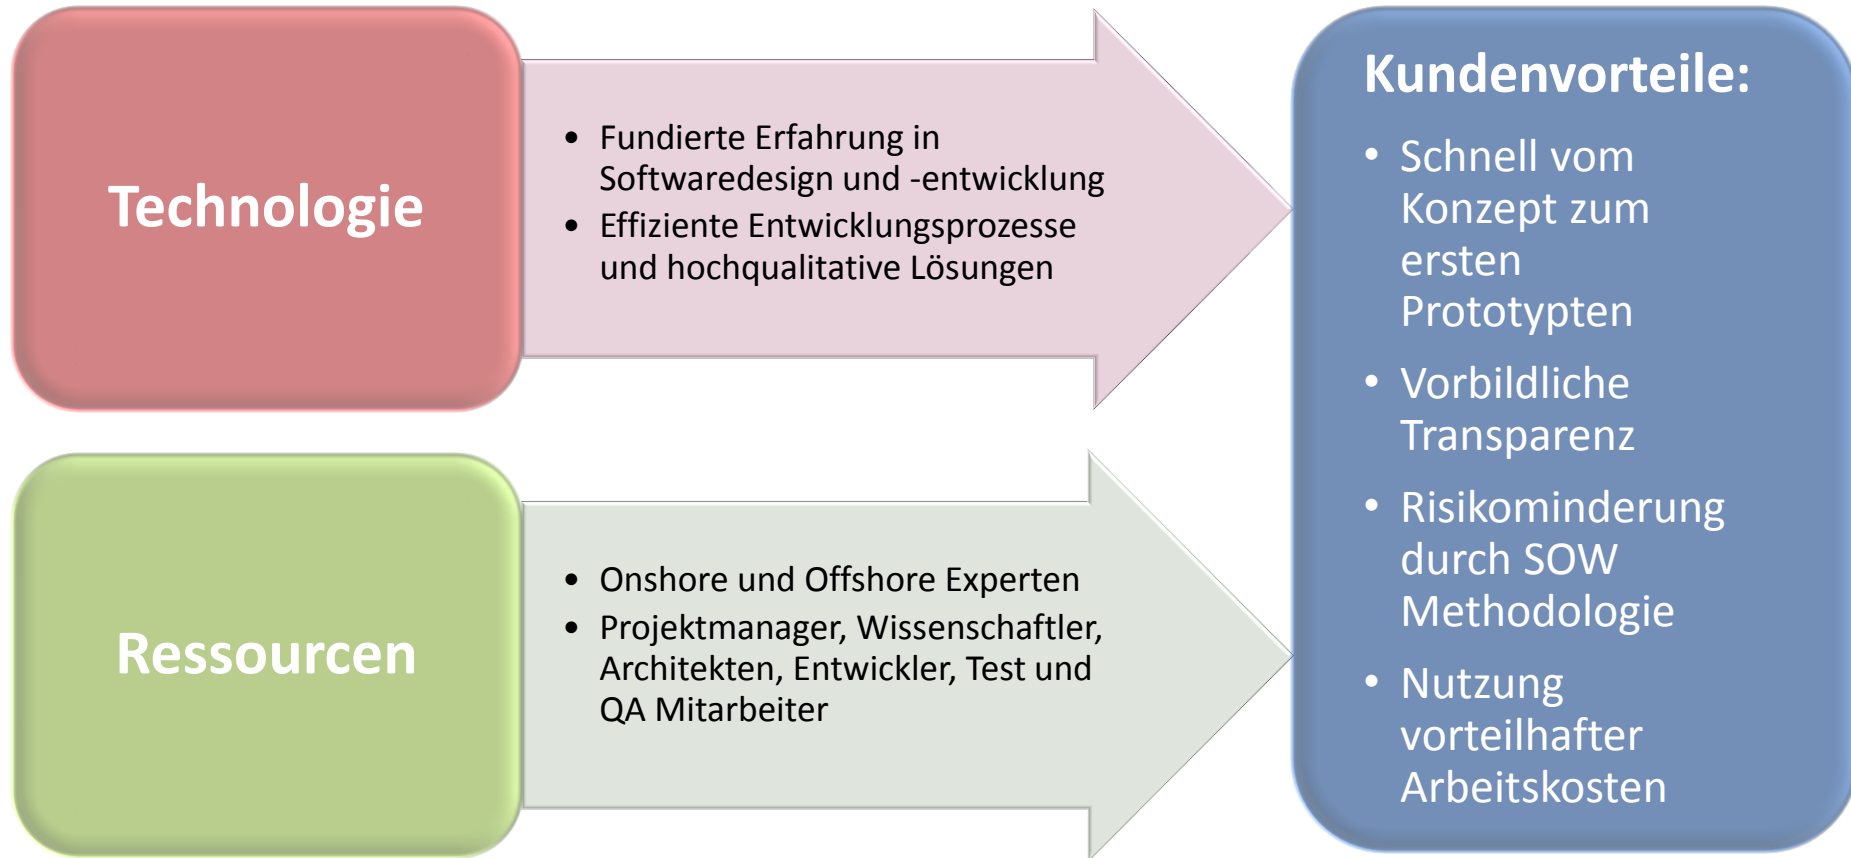 Technologie
• Fundierte Erfahrung in
Softwaredesign und -entwicklung
• Effiziente Entwicklungsprozesse
und hochqualitative Lösungen
Ressourcen
• Onshore und Offshore Experten
• Projektmanager, Wissenschaftler,
Architekten, Entwickler, Test und
QA Mitarbeiter
Kundenvorteile:
• Schnell vom
Konzept zum
ersten
Prototypten
• Vorbildliche
Transparenz
• Risikominderung
durch SOW
Methodologie
• Nutzung
vorteilhafter
Arbeitskosten